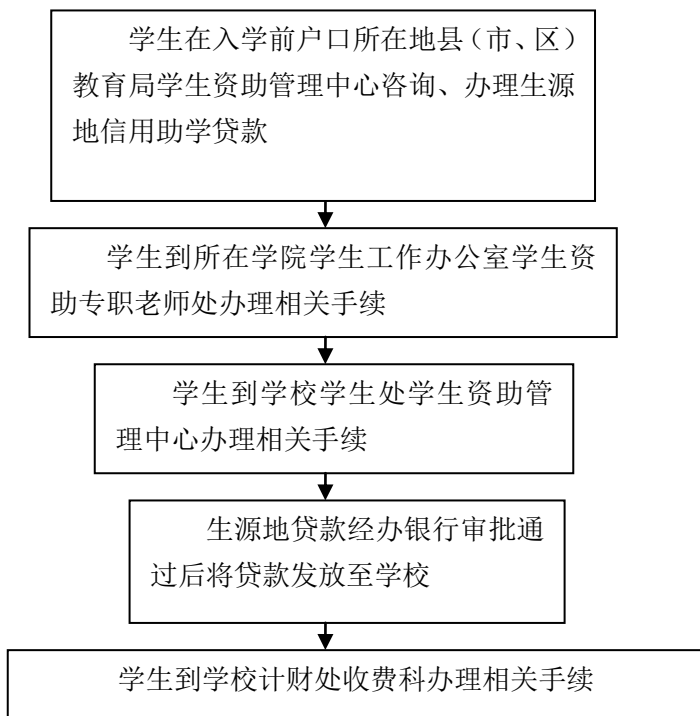 学生在入学前户口所在地县（市、区）
教育局学生资助管理中心咨询、办理生源
地信用助学贷款
学生到所在学院学生工作办公室学生资
助专职老师处办理相关手续
学生到学校学生处学生资助管
理中心办理相关手续
生源地贷款经办银行审批通
过后将贷款发放至学校
学生到学校计财处收费科办理相关手续